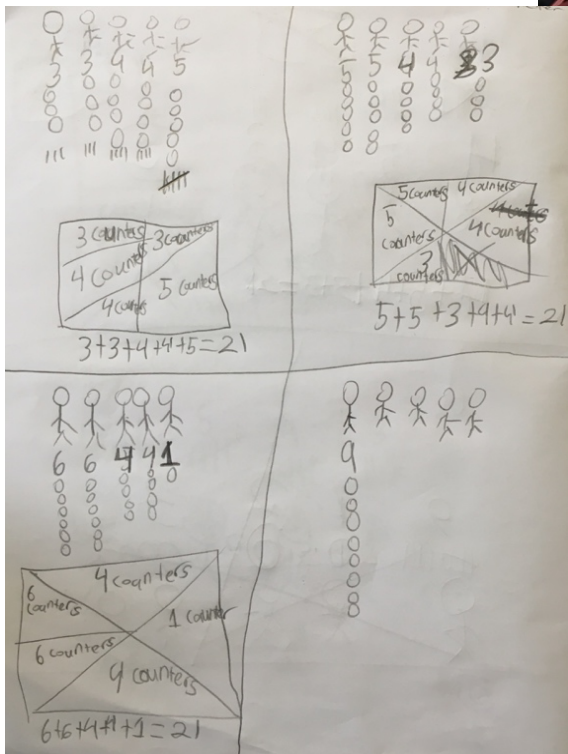 3 3 4 4 5
3 counters
3 counters
4 counters
5 counters
4 counters
3+3+4+4+5=21
5 5 4 4 3
5 counters
4 counters
5 counters
4 counters
3 counters
5+5+3+4+4=21
6 6 4 4 1
4 counters
6 counters
1 counter
6 counters
4 counters
6+6+4+4+1=21
9